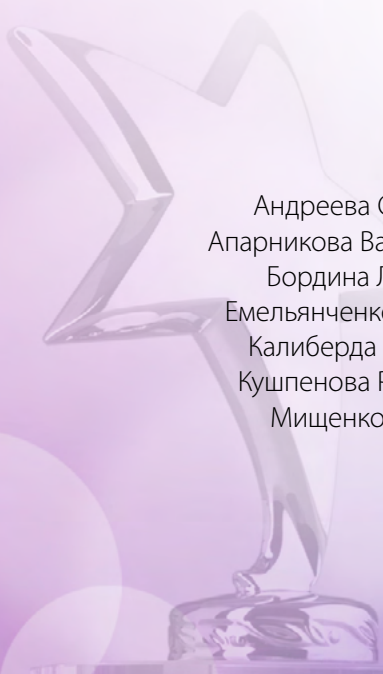 Андреева
Апарникова
Бордина
Емельянченко
Калиберда
Кушпенова
Мищенко